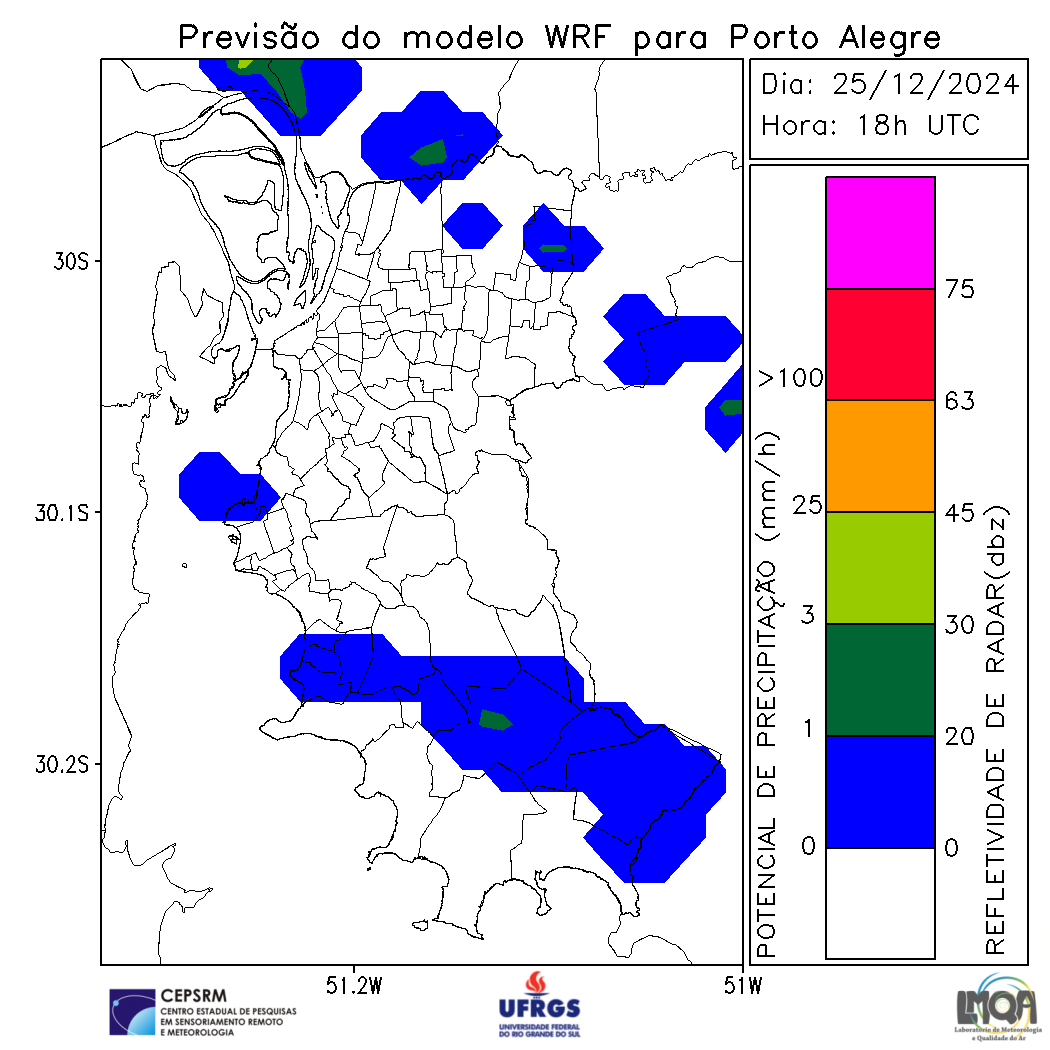 Previsão do modelo WRF para Porto Alegre
Dia: 25/12/2024
Hora: 18h UTC
30S
30.1S
30.2S
51.2W
51W
POTENCIAL DE PRECIPITAÇÃO (mm/h)
>100
25
3
1
0
75
63
45
30
20
0
REFLETIVIDADE DE RADAR(dbz)
CEPSRM
CENTRO ESTADUAL DE PESQUISAS
EM SENSORIAMENTO REMOTO
E METEOROLOGIA
UFRGS
UNIVERSIDADE FEDERAL
DO RIO GRANDE DO SUL
LMQA
Laboratório de Meteorologia
e Qualidade do Ar